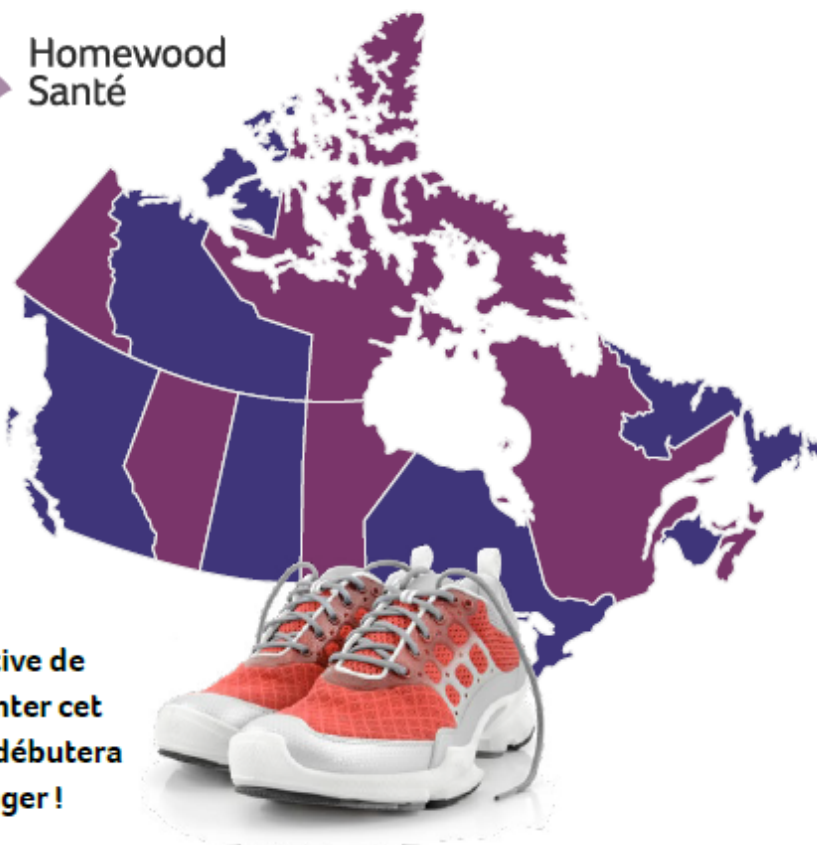 Homewood
Santé
tive de
nter cet
débutera
ger !